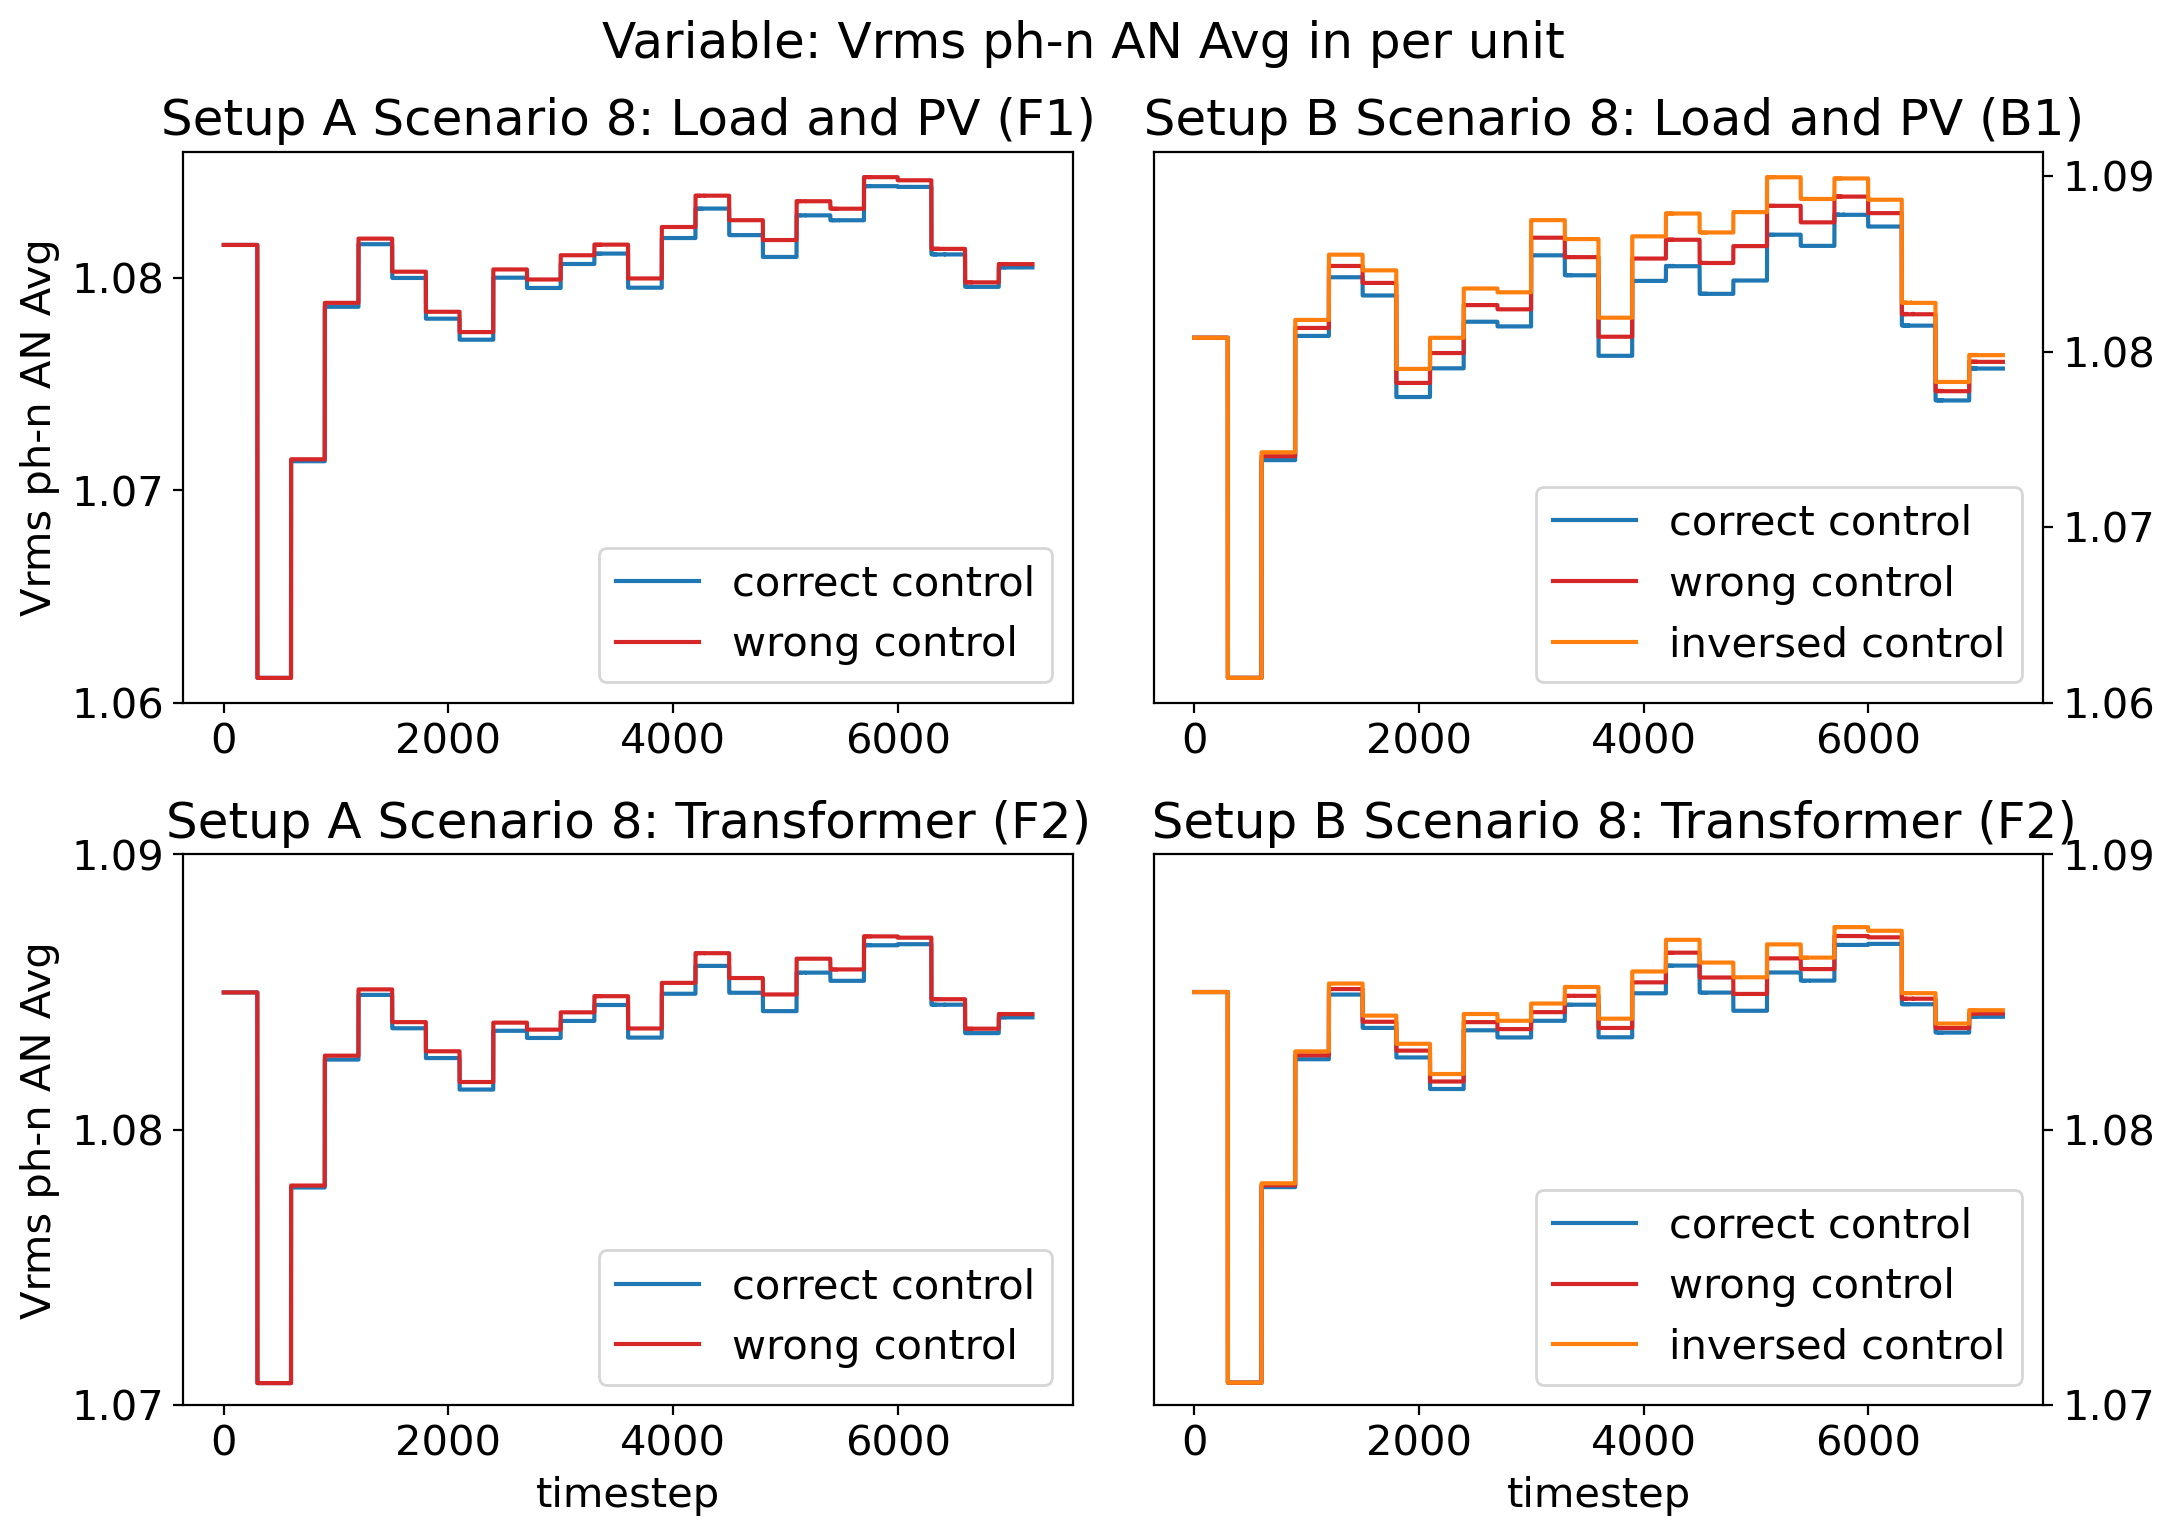 Variable: Vrms ph-n AN Avg in per unit
Setup A Scenario 8: Load and PV (F1)
Vrms ph-n AN Avg
1.08
1.07
1.06
0 2000 4000 6000
correct control
wrong control
Setup B Scenario 8: Load and PV (B1)
1.09
1.08
1.07
1.06
0 2000 4000 6000
correct control
wrong control
inversed control
Setup A Scenario 8: Transformer (F2)
Vrms ph-n AN Avg
1.09
1.08
1.07
0 2000 4000 6000
timestep
correct control
wrong control
Setup B Scenario 8: Transformer (F2)
1.09
1.08
1.07
0 2000 4000 6000
timestep
correct control
wrong control
inversed control